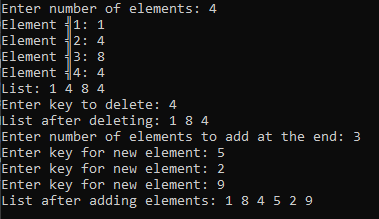 Enter number of elements: 4
Element ╣1: 1
Element ╣2: 4
Element ╣3: 8
Element ╣4: 4
List: 1 4 8 4
Enter key to delete: 4
List after deleting: 1 8 4
Enter number of elements to add at the end: 3
Enter key for new element: 5
Enter key for new element: 2
Enter key for new element: 9
List after adding elements: 1 8 4 5 2 9